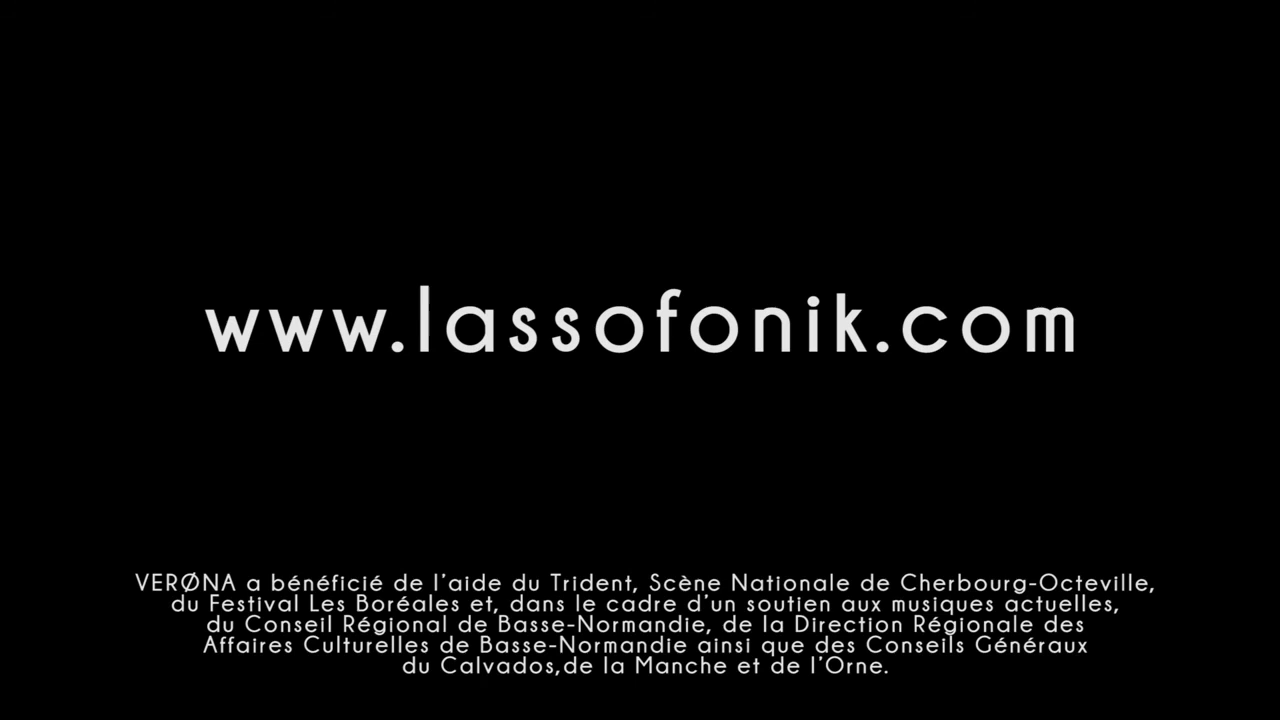 www.lassofonik.com
VERØNA a bénéficié de l'aide du Trident, Scène Nationale de Cherbourg-Octeville,
du Festival Les Boréales et, dans le cadre d'un soutien aux musiques actuelles,
du Conseil Régional de Basse-Normandie, de la Direction Régionale des
Affaires Culturelles de Basse-Normandie ainsi que des Conseils Généraux
du Calvados,de la Manche et de l'Orne.